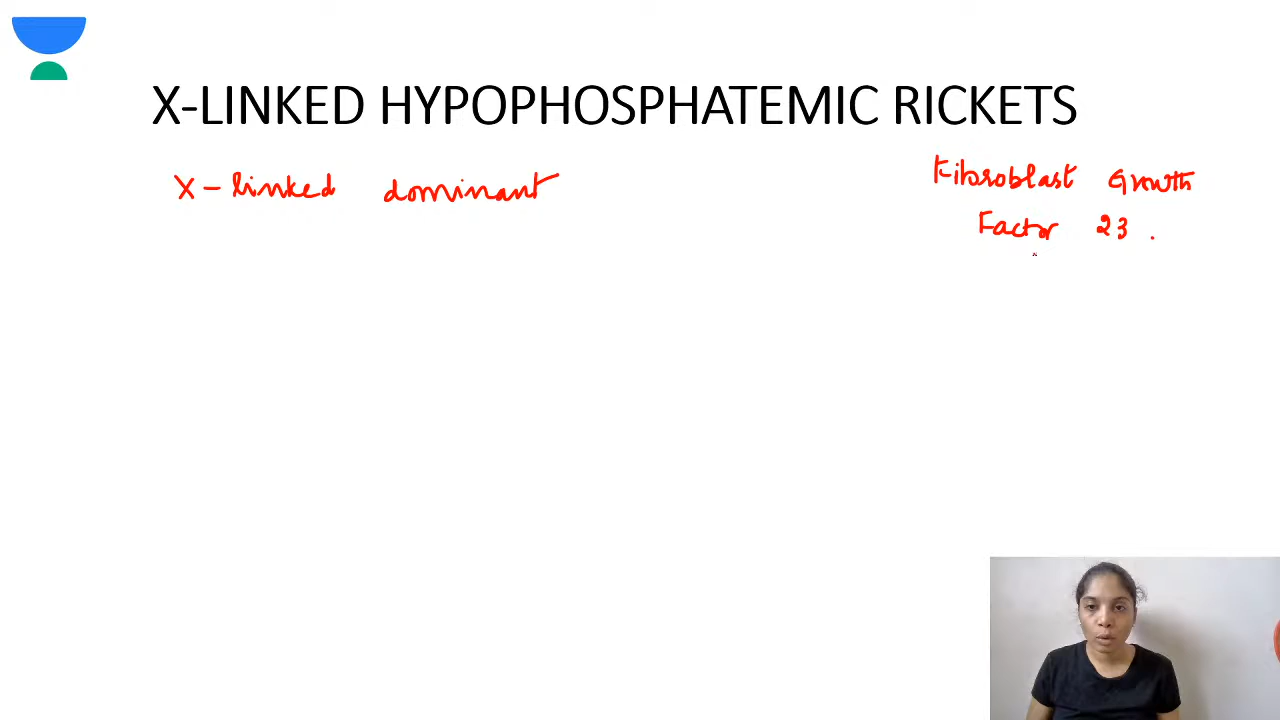 X-LINKED HYPOPHOSPHATEMIC RICKETS
X-linked dominant
Fibroblast Growth
Factor 23.